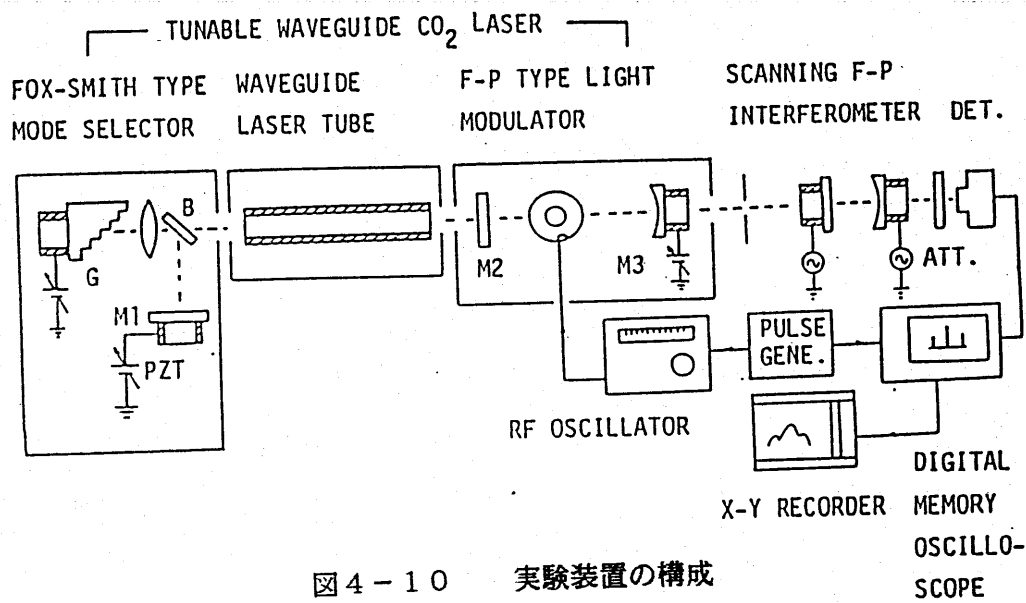 TUNABLE WAVEGUIDE CO2 LASER
FOX-SMITH TYPE
MODE SELECTOR
WAVEGUIDE
LASER TUBE
F-P TYPE LIGHT
MODULATOR
SCANNING F-P
INTERFEROMETER
DET.
B
G
M1
PZT
M2
M3
ATT.
PULSE
GENE.
RF OSCILLATOR
X-Y RECORDER
DIGITAL
MEMORY
OSCILLO-
SCOPE
図4-10 実験装置の構成